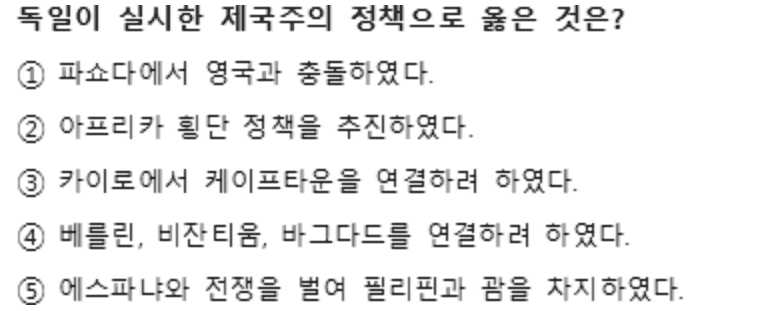 독일이 실시한 제국주의 정책으로 옳은 것은?
① 파쇼다에서 영국과 충돌하였다.
② 아프리카 횡단 정책을 추진하였다.
③ 카이로에서 케이프타운을 연결하려 하였다.
④ 베를린, 비잔티움, 바그다드를 연결하려 하였다.
⑤ 에스파냐와 전쟁을 벌여 필리핀과 괌을 차지하였다.